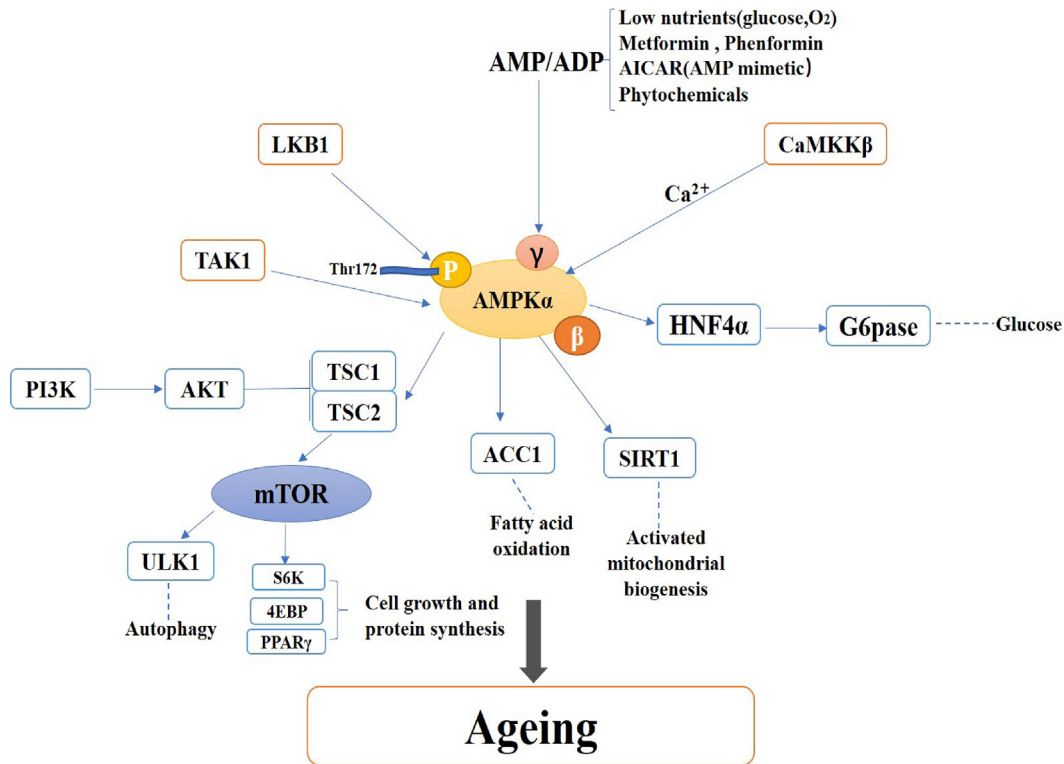 Low nutrients(glucose,O₂)
Metformin , Phenformin
AMP/ADP
AICAR(AMP mimetic)
Phytochemicals
LKB1
CaMKKβ
Ca²⁺
TAK1
Thr172
P
γ
AMPKα
β
HNF4α
G6pase
Glucose
PI3K
AKT
TSC1
TSC2
ACC1
SIRT1
mTOR
Fatty acid
oxidation
Activated
mitochondrial
biogenesis
ULK1
S6K
4EBP
PPARγ
Cell growth and
protein synthesis
Autophagy
Ageing